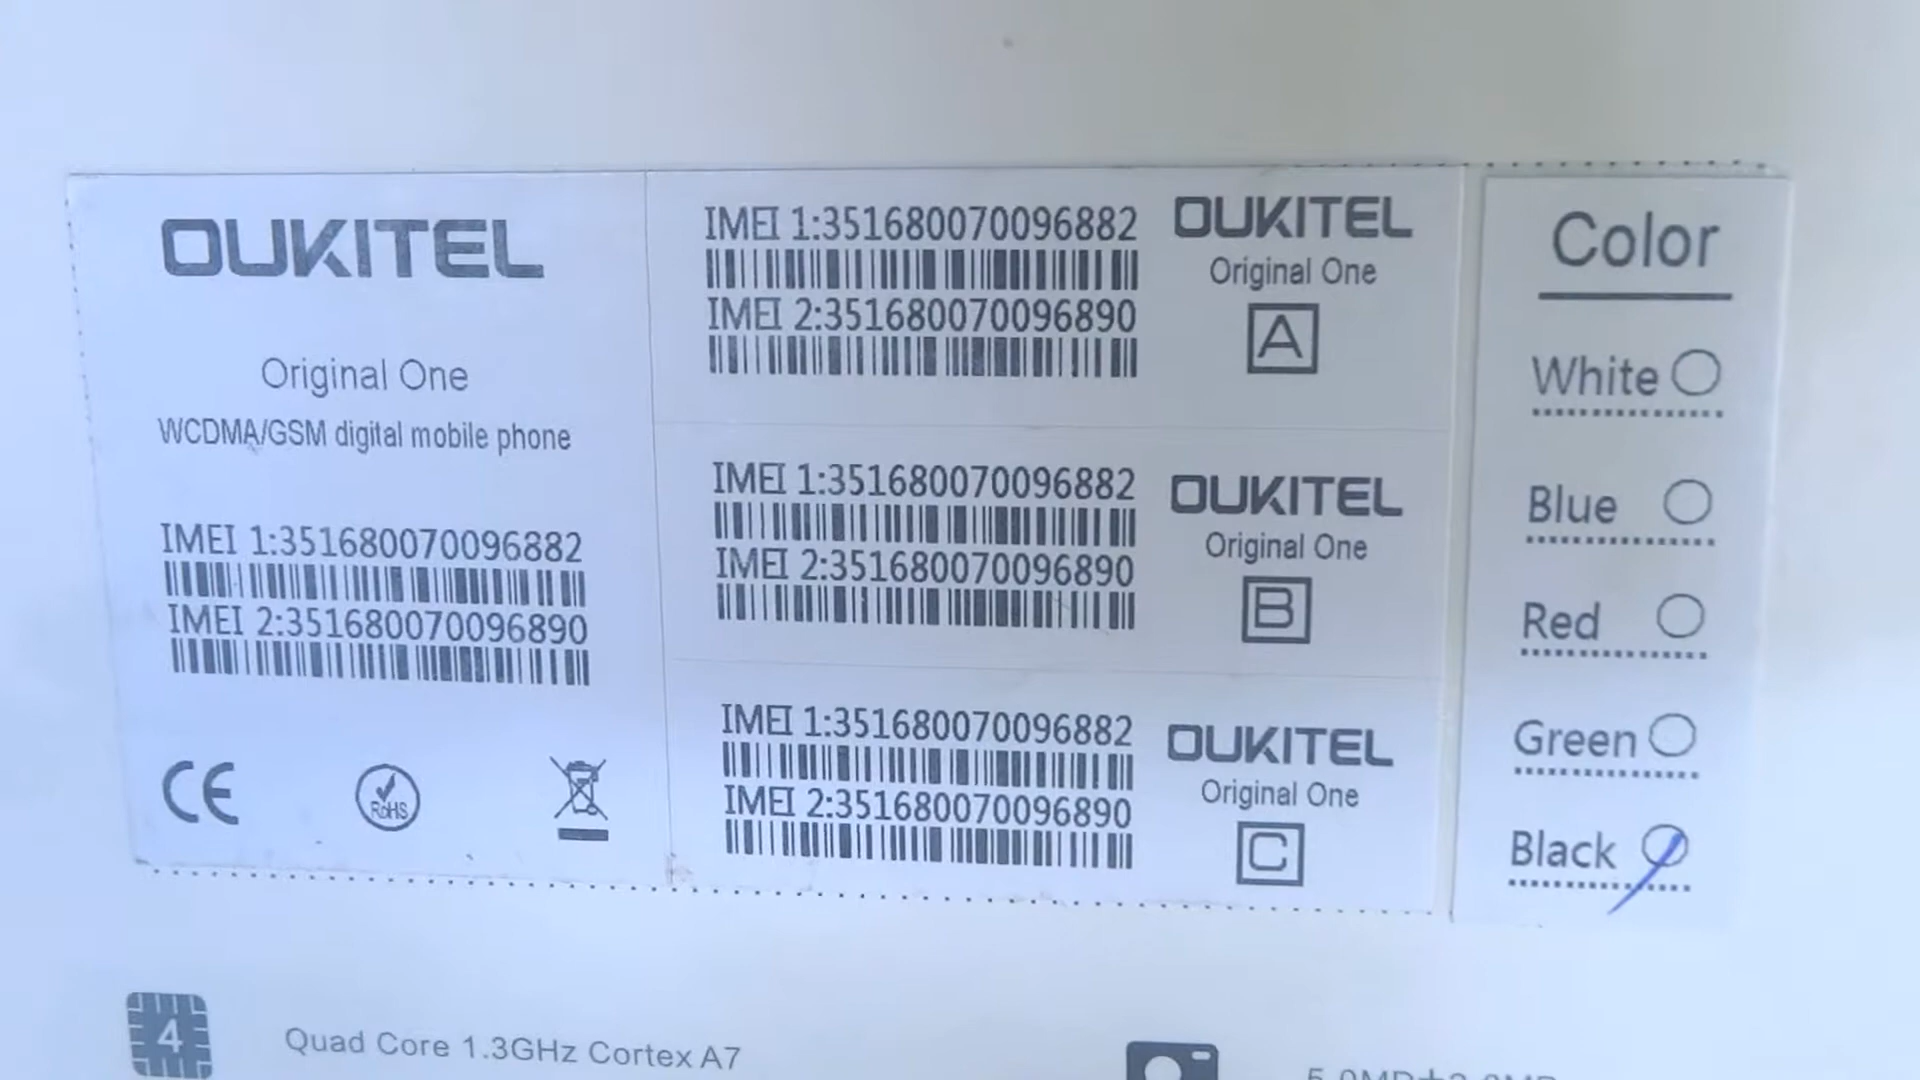 OUKITEL
Original One
WCDMA/GSM digital mobile phone
IMEI 1:351680070096882
IMEI 2:351680070096890
CE
RoHS
IMEI 1:351680070096882
IMEI 2:351680070096890
OUKITEL
Original One
A
IMEI 1:351680070096882
IMEI 2:351680070096890
OUKITEL
Original One
B
IMEI 1:351680070096882
IMEI 2:351680070096890
OUKITEL
Original One
C
Color
White
Blue
Red
Green
Black
4
Quad Core 1.3GHz Cortex A7